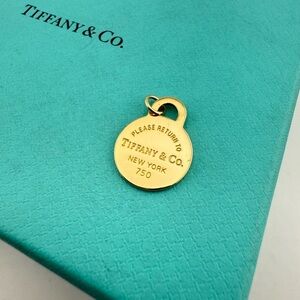 TIFFANY & CO.
PLEASE RETURN TO
TIFFANY & CO.
NEW YORK
750